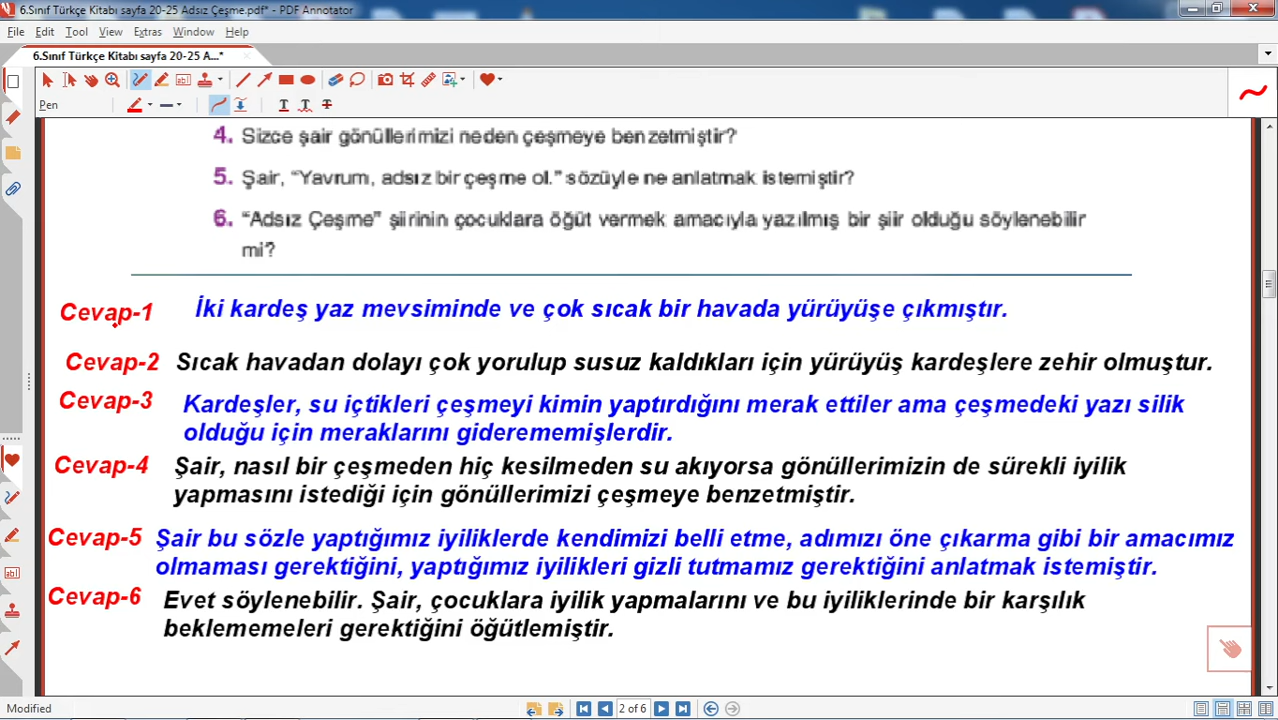 6.Sınıf Türkçe Kitabı sayfa 20-25 Adsız Çeşme.pdf* - PDF Annotator
File Edit Tool View Extras Window Help
6.Sınıf Türkçe Kitabı sayfa 20-25 A...*
Pen
4. Sizce şair gönüllerimizi neden çeşmeye benzetmiştir?
5. Şair, “Yavrum, adsız bir çeşme ol.” sözüyle ne anlatmak istemiştir?
6. “Adsız Çeşme” şiirinin çocuklara öğüt vermek amacıyla yazılmış bir şiir olduğu söylenebilir
mi?
Cevap-1 İki kardeş yaz mevsiminde ve çok sıcak bir havada yürüyüşe çıkmıştır.
Cevap-2 Sıcak havadan dolayı çok yorulup susuz kaldıkları için yürüyüş kardeşlere zehir olmuştur.
Cevap-3 Kardeşler, su içtikleri çeşmeyi kimin yaptırdığını merak ettiler ama çeşmedeki yazı silik
olduğu için meraklarını giderememişlerdir.
Cevap-4 Şair, nasıl bir çeşmeden hiç kesilmeden su akıyorsa gönüllerimizin de sürekli iyilik
yapmasını istediği için gönüllerimizi çeşmeye benzetmiştir.
Cevap-5 Şair bu sözle yaptığımız iyiliklerde kendimizi belli etme, adımızı öne çıkarma gibi bir amacımız
olmaması gerektiğini, yaptığımız iyilikleri gizli tutmamız gerektiğini anlatmak istemiştir.
Cevap-6 Evet söylenebilir. Şair, çocuklara iyilik yapmalarını ve bu iyiliklerinde bir karşılık
beklememeleri gerektiğini öğütlemiştir.
Modified 2 of 6